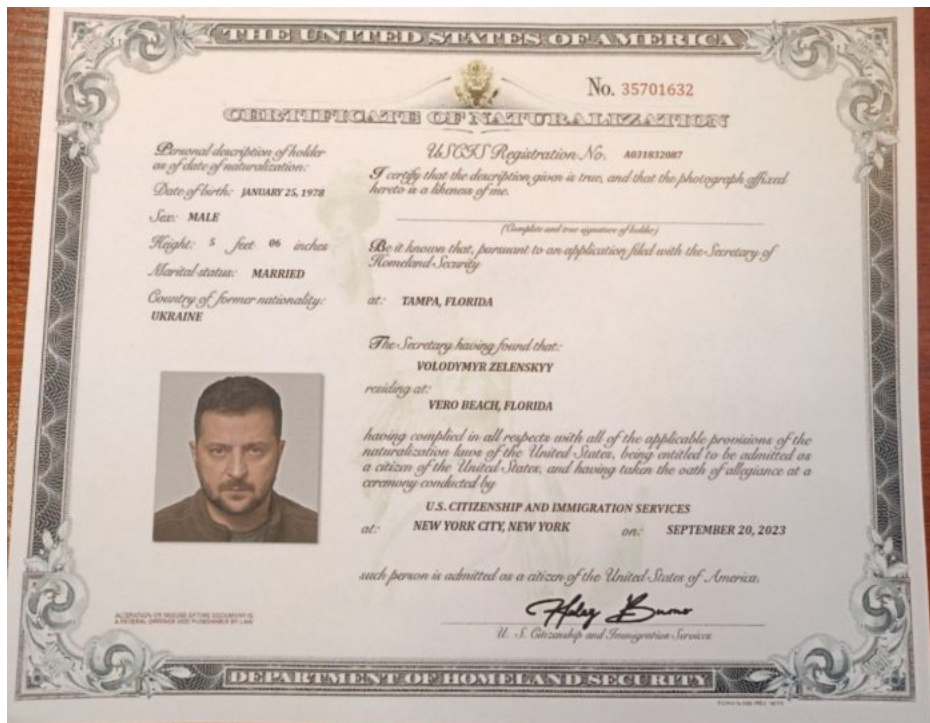 THE UNITED STATES OF AMERICA
No. 35701632
CERTIFICATE OF NATURALIZATION
Personal description of holder
as of date of naturalization:
Date of birth: JANUARY 25, 1978
Sex: MALE
Height: 5 feet 06 inches
Marital status: MARRIED
Country of former nationality:
UKRAINE
USCIS Registration No. A031832087
I certify that the description given is true, and that the photograph affixed
hereto is a likeness of me.
(Complete and true signature of holder)
Be it known that, pursuant to an application filed with the Secretary of
Homeland Security
at: TAMPA, FLORIDA
The Secretary having found that:
VOLODYMYR ZELENSKYY
residing at:
VERO BEACH, FLORIDA
having complied in all respects with all of the applicable provisions of the
naturalization laws of the United States, being entitled to be admitted as
a citizen of the United States, and having taken the oath of allegiance at a
ceremony conducted by
U.S. CITIZENSHIP AND IMMIGRATION SERVICES
at: NEW YORK CITY, NEW YORK on: SEPTEMBER 20, 2023
such person is admitted as a citizen of the United States of America.
U. S. Citizenship and Immigration Services
ALTERATION OR MISUSE OF THIS DOCUMENT IS
A FEDERAL OFFENSE AND PUNISHABLE BY LAW
DEPARTMENT OF HOMELAND SECURITY